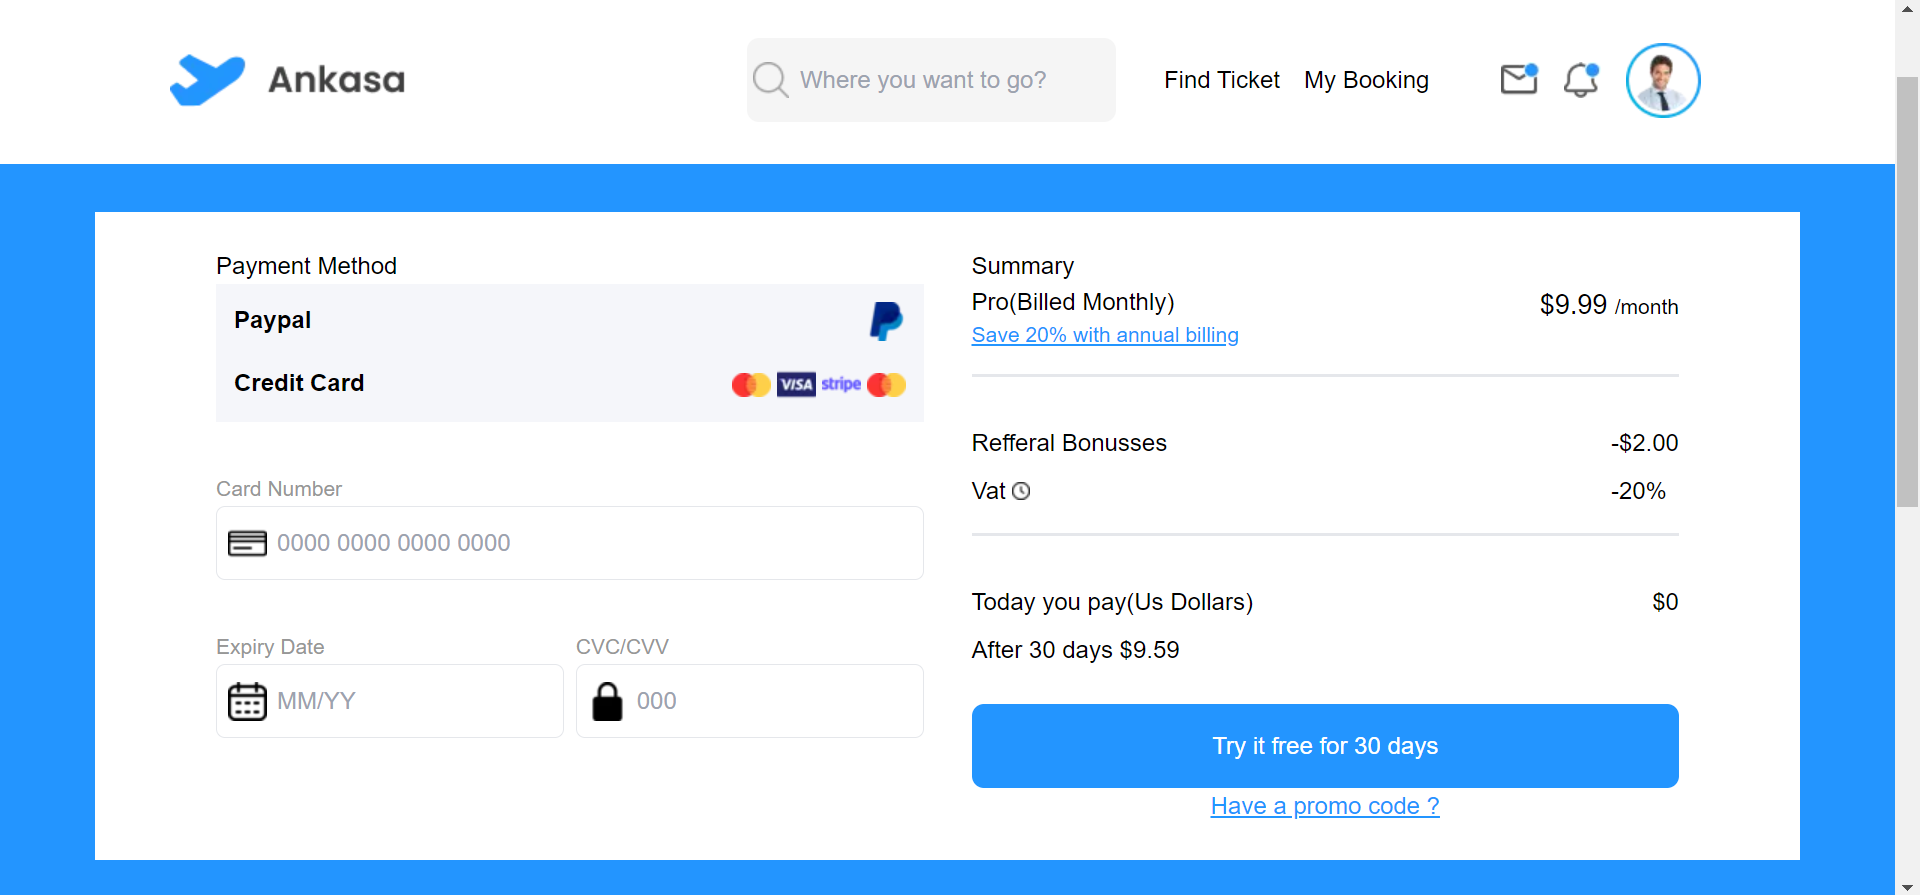 Ankasa
Where you want to go?
Find Ticket
My Booking
Payment Method
Paypal
Credit Card
VISA
stripe
Card Number
0000 0000 0000 0000
Expiry Date
CVC/CVV
MM/YY
000
Summary
Pro(Billed Monthly)
$9.99 /month
Save 20% with annual billing
Refferal Bonusses
-$2.00
Vat
-20%
Today you pay(Us Dollars)
$0
After 30 days $9.59
Try it free for 30 days
Have a promo code ?